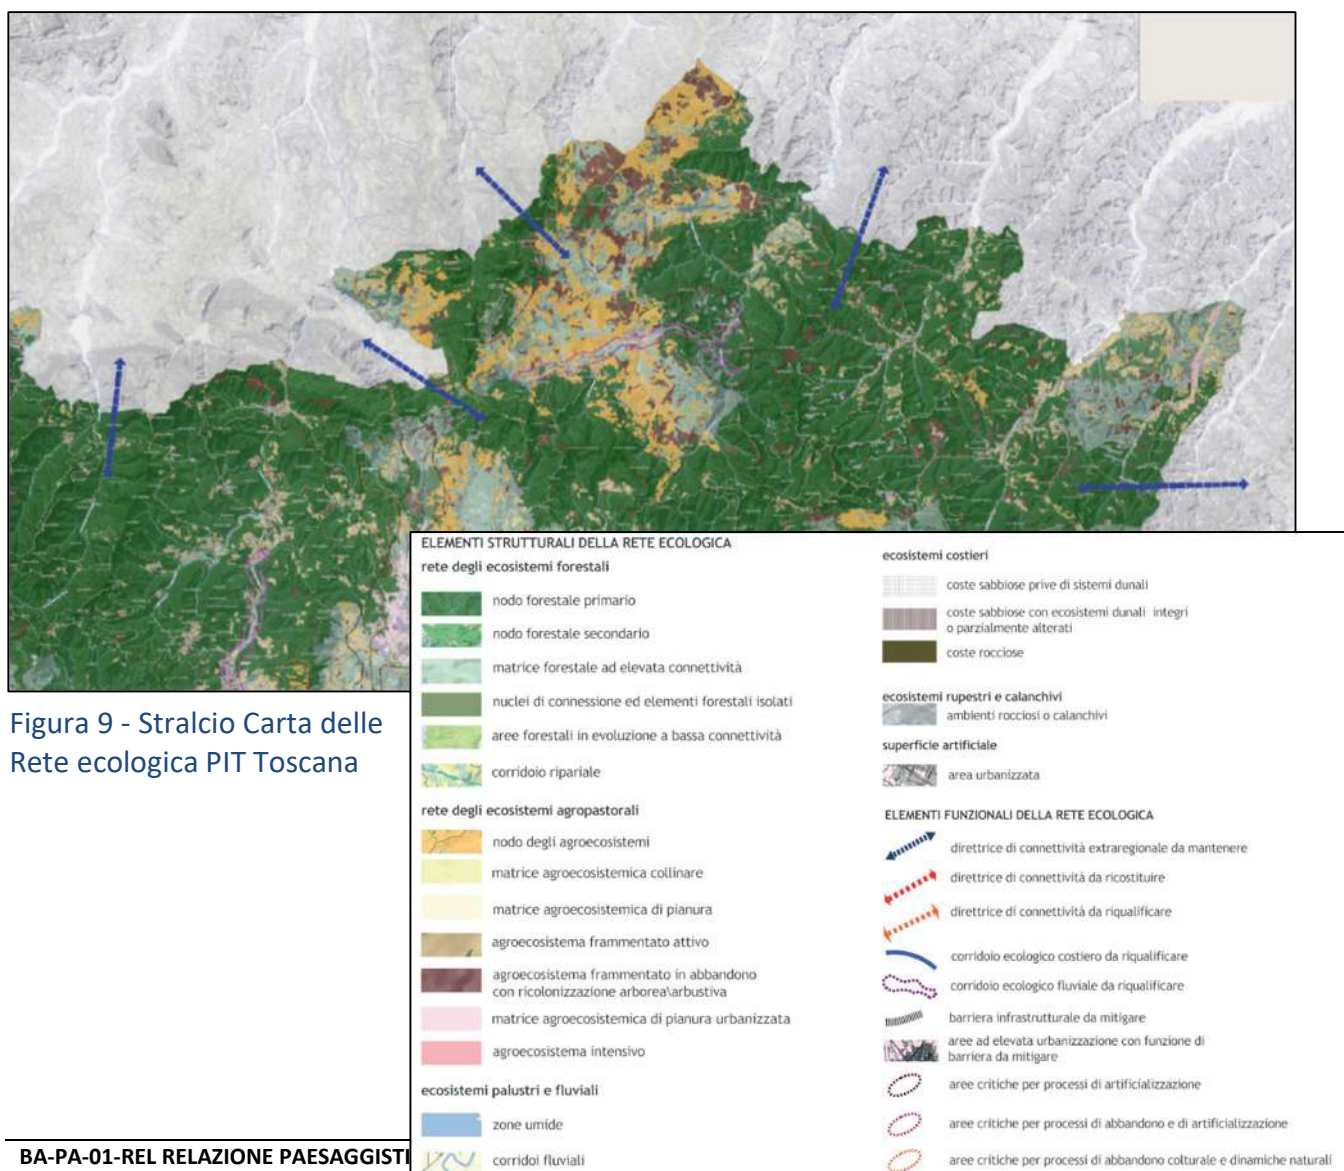 Figura 9 - Stralcio Carta delle
Rete ecologica PIT Toscana
ELEMENTI STRUTTURALI DELLA RETE ECOLOGICA
rete degli ecosistemi forestali
nodo forestale primario
nodo forestale secondario
matrice forestale ad elevata connettività
nuclei di connessione ed elementi forestali isolati
aree forestali in evoluzione a bassa connettività
corridoio ripariale
rete degli ecosistemi agropastorali
nodo degli agroecosistemi
matrice agroecosistemica collinare
matrice agroecosistemica di pianura
agroecosistema frammentato attivo
agroecosistema frammentato in abbandono
con ricolonizzazione arborea\arbustiva
matrice agroecosistemica di pianura urbanizzata
agroecosistema intensivo
ecosistemi palustri e fluviali
zone umide
corridoi fluviali
ecosistemi costieri
coste sabbiose prive di sistemi dunali
coste sabbiose con ecosistemi dunali integri
o parzialmente alterati
coste rocciose
ecosistemi rupestri e calanchivi
ambienti rocciosi o calanchivi
superficie artificiale
area urbanizzata
ELEMENTI FUNZIONALI DELLA RETE ECOLOGICA
direttrice di connettività extraregionale da mantenere
direttrice di connettività da ricostituire
direttrice di connettività da riqualificare
corridoio ecologico costiero da riqualificare
corridoio ecologico fluviale da riqualificare
barriera infrastrutturale da mitigare
aree ad elevata urbanizzazione con funzione di
barriera da mitigare
aree critiche per processi di artificializzazione
aree critiche per processi di abbandono e di artificializzazione
aree critiche per processi di abbandono colturale e dinamiche naturali
BA-PA-01-REL RELAZIONE PAESAGGISTI